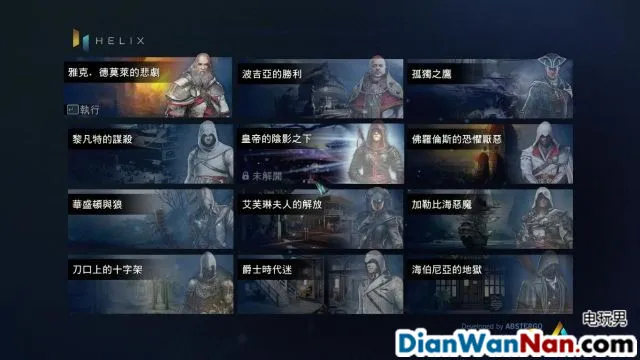 HELIX
雅克．德莫萊的悲劇
波吉亞的勝利
孤獨之鷹
執行
黎凡特的謀殺
皇帝的陰影之下
佛羅倫斯的恐懼厭惡
未解開
華盛頓與狼
艾芙琳夫人的解放
加勒比海惡魔
刀口上的十字架
爵士時代迷
海伯尼亞的地獄
Developed by ABSTERGO
电玩男
DianWanNan.com